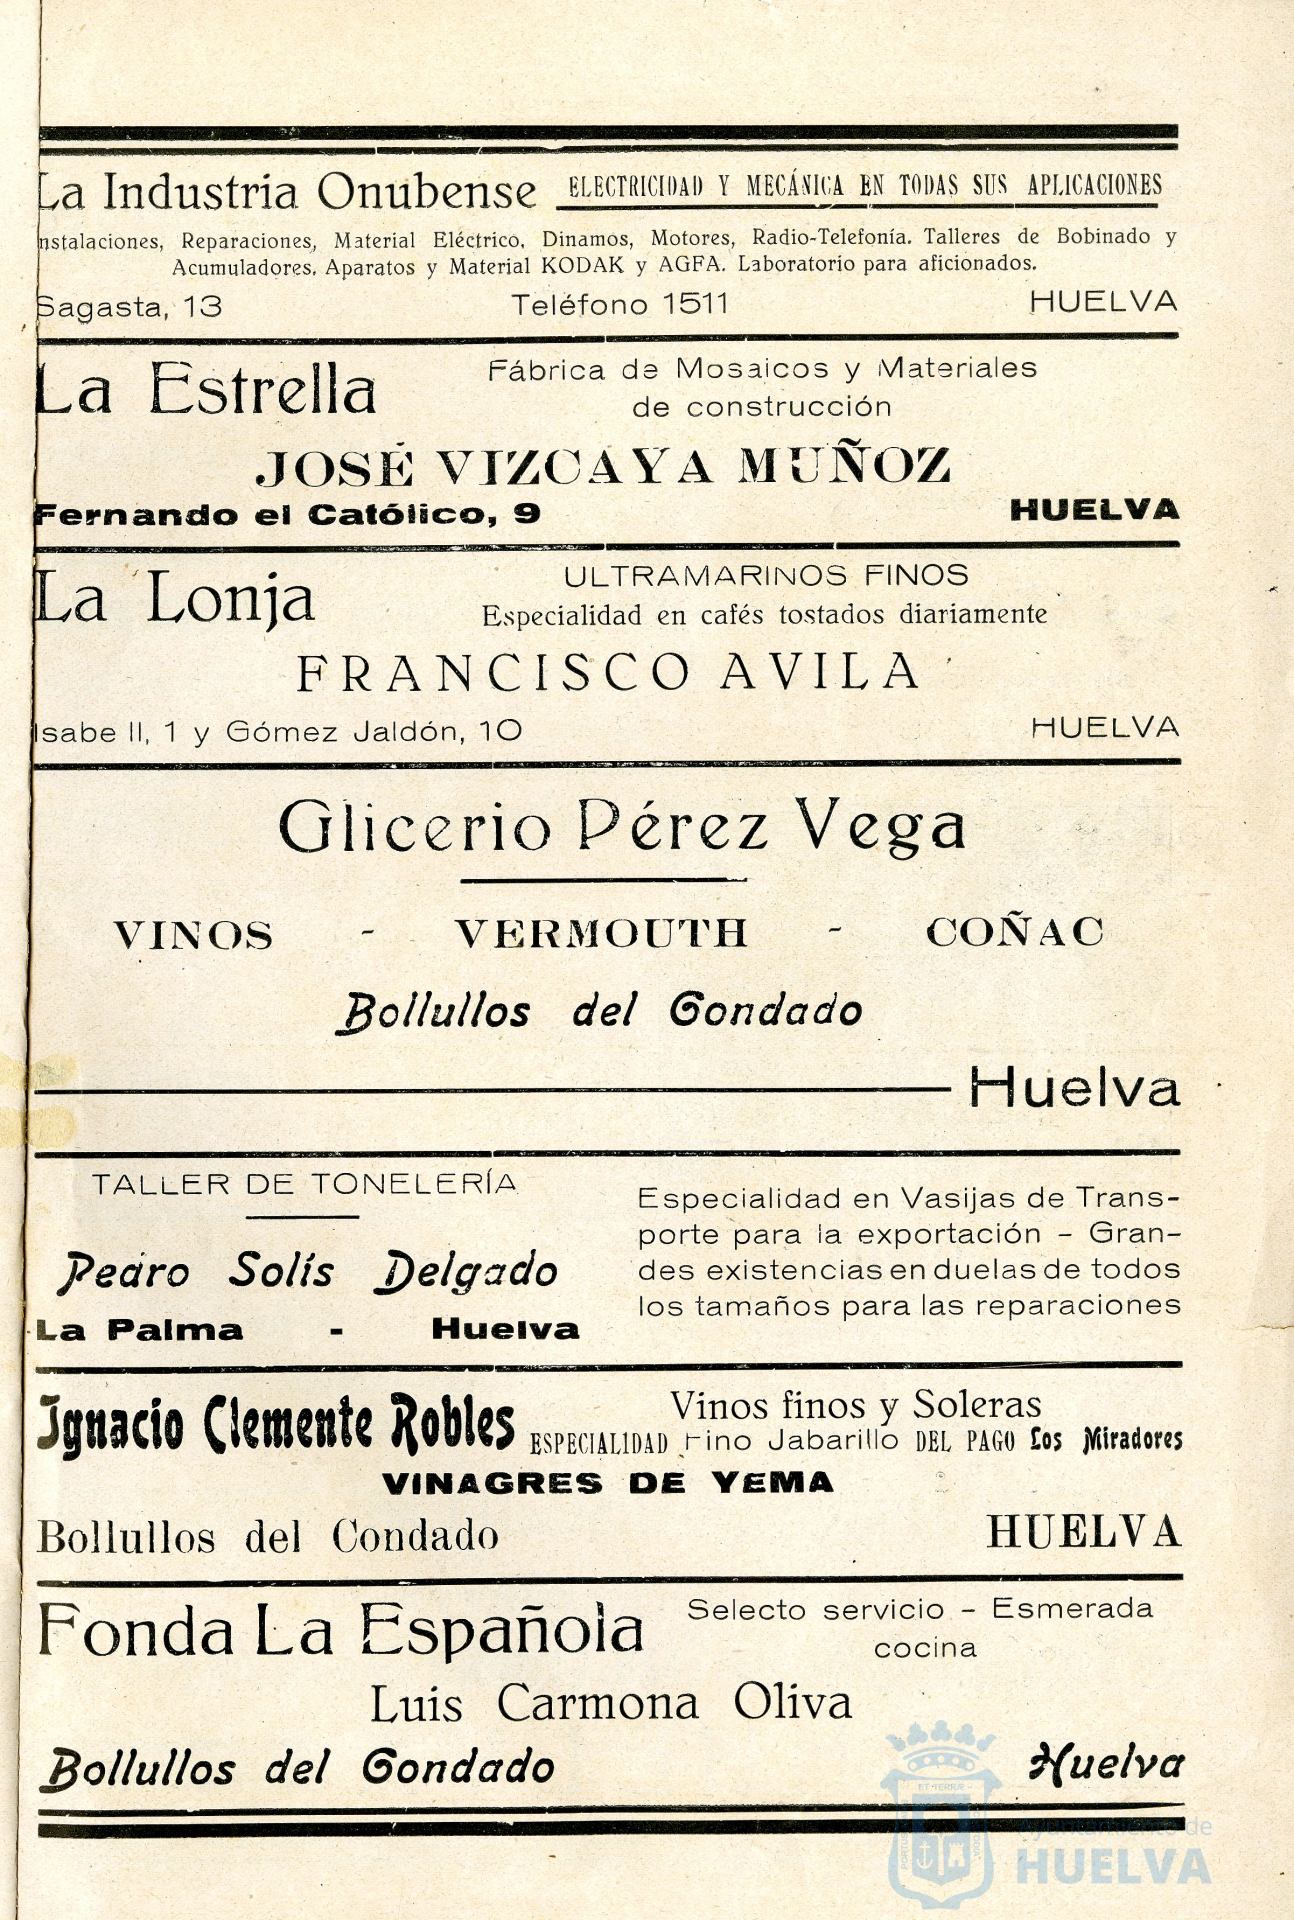 La Industria Onubense ELECTRICIDAD Y MECÁNICA EN TODAS SUS APLICACIONES
Instalaciones, Reparaciones, Material Eléctrico, Dinamos, Motores, Radio-Telefonía. Talleres de Bobinado y
Acumuladores. Aparatos y Material KODAK y AGFA. Laboratorio para aficionados.
Sagasta, 13 Teléfono 1511 HUELVA
La Estrella Fábrica de Mosaicos y Materiales
de construcción
JOSÉ VIZCAYA MUÑOZ
Fernando el Católico, 9 HUELVA
La Lonja ULTRAMARINOS FINOS
Especialidad en cafés tostados diariamente
FRANCISCO AVILA
Isabe II, 1 y Gómez Jaldón, 10 HUELVA
Glicerio Pérez Vega
VINOS - VERMOUTH - COÑAC
Bollullos del Condado
Huelva
TALLER DE TONELERÍA
Pedro Solís Delgado
La Palma - Huelva
Especialidad en Vasijas de Trans-
porte para la exportación - Gran-
des existencias en duelas de todos
los tamaños para las reparaciones
Ignacio Clemente Robles Vinos finos y Soleras
ESPECIALIDAD Fino Jabarillo DEL PAGO Los Miradores
VINAGRES DE YEMA
Bollullos del Condado HUELVA
Fonda La Española Selecto servicio - Esmerada
cocina
Luis Carmona Oliva
Bollullos del Condado Huelva
Ayuntamiento de
HUELVA